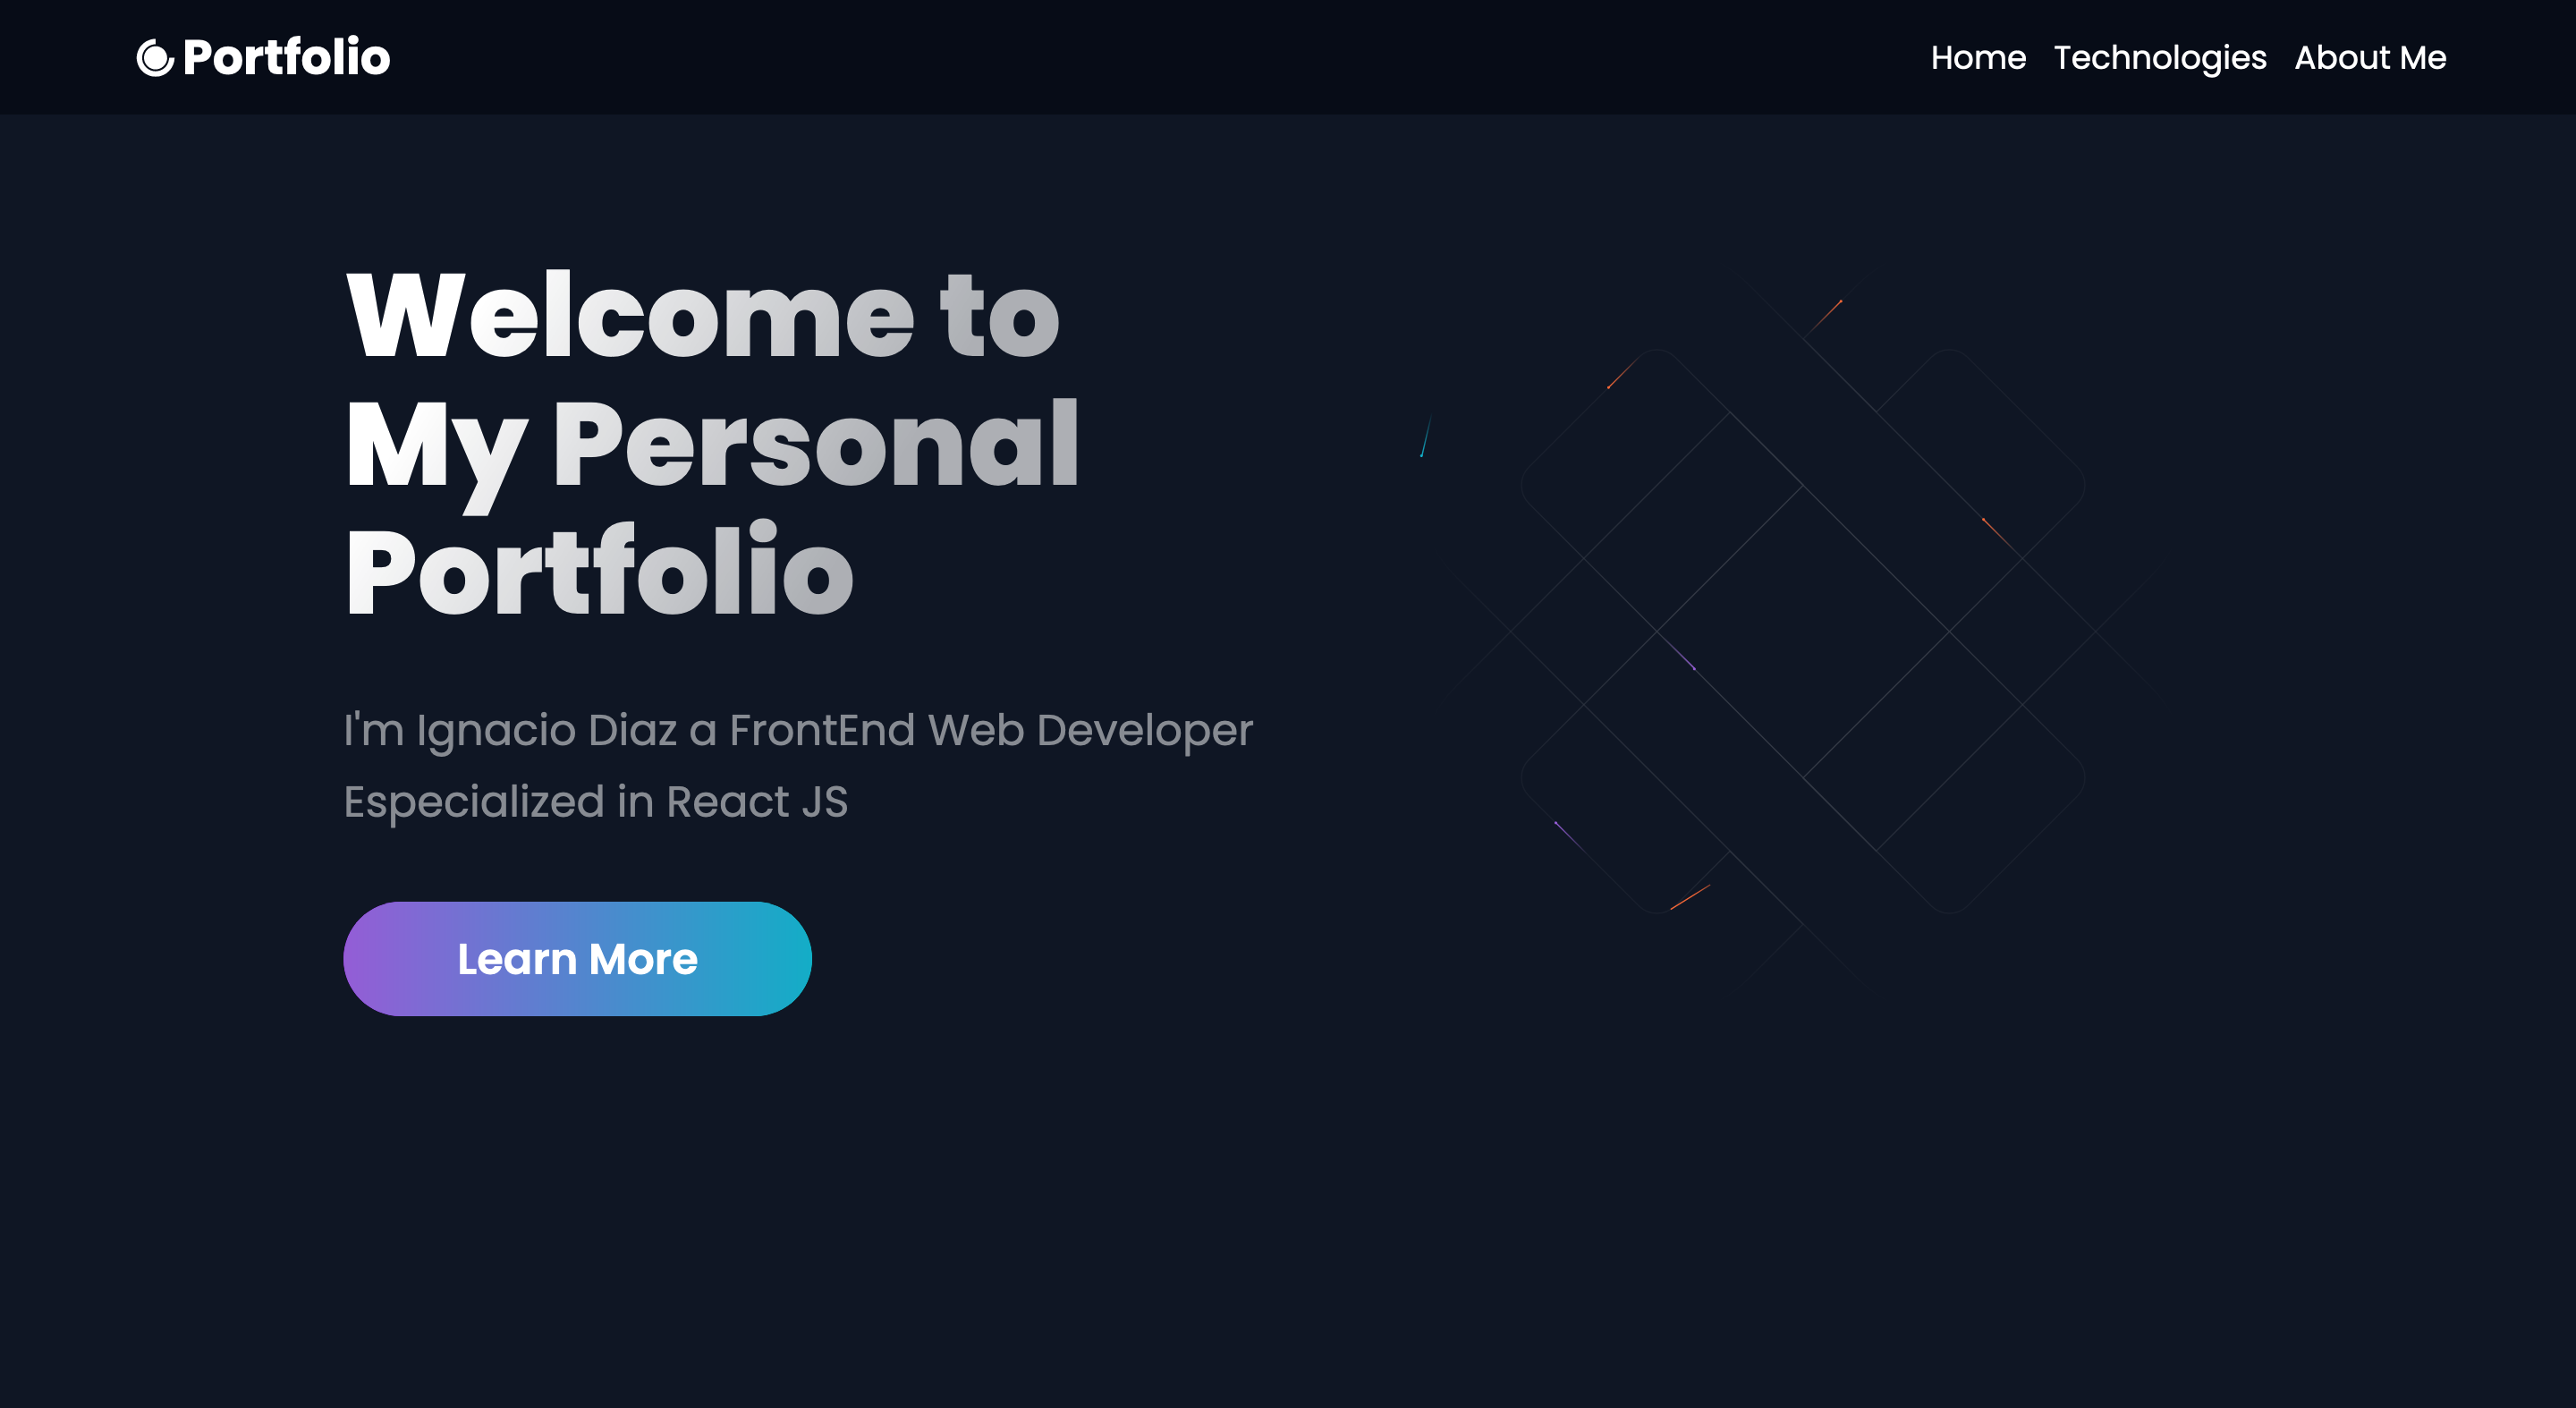 Portfolio
Home Technologies About Me
Welcome to
My Personal
Portfolio
I'm Ignacio Diaz a FrontEnd Web Developer
Especialized in React JS
Learn More